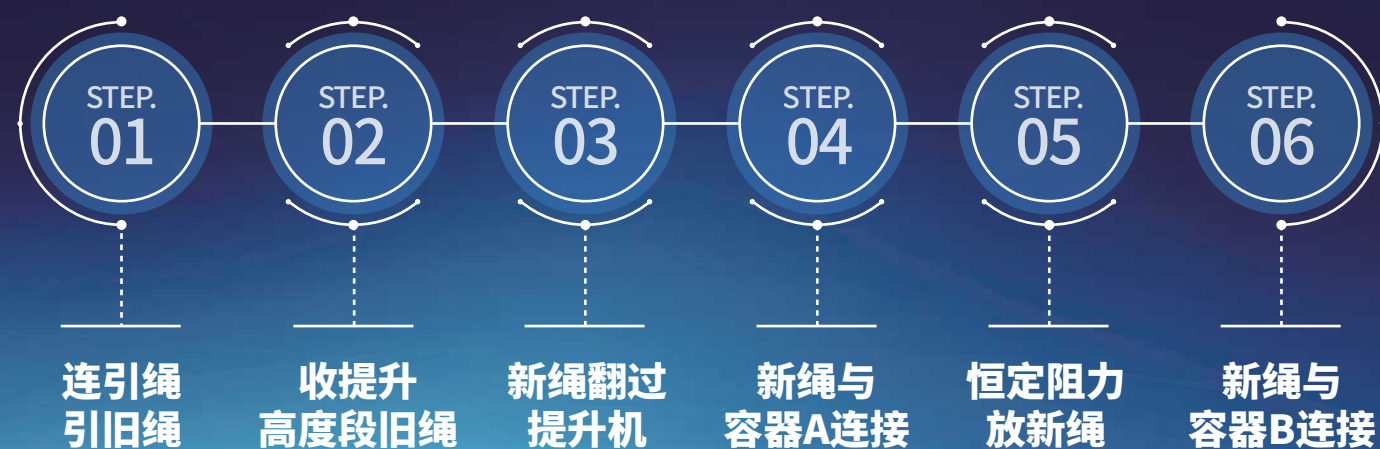 STEP.
01
STEP.
02
STEP.
03
STEP.
04
STEP.
05
STEP.
06
连引绳
引旧绳
收提升
高度段旧绳
新绳翻过
提升机
新绳与
容器A连接
恒定阻力
放新绳
新绳与
容器B连接